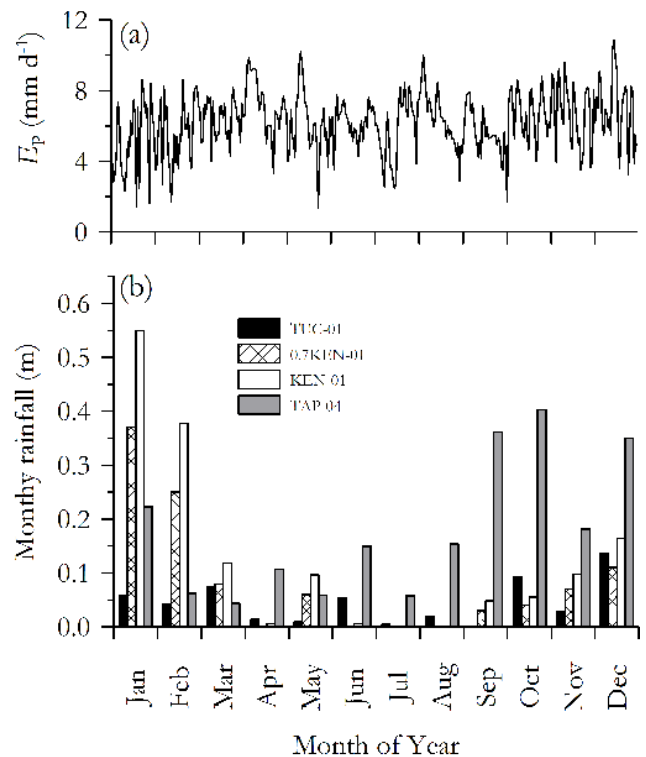 12
(a)
8
4
0
E_P (mm d⁻¹)
(b)
0.6
0.5
0.4
0.3
0.2
0.1
0.0
Monthy rainfall (m)
TUC-01
0.7KEN-01
KEN 01
TAP 04
Jan Feb Mar Apr May Jun Jul Aug Sep Oct Nov Dec
Month of Year